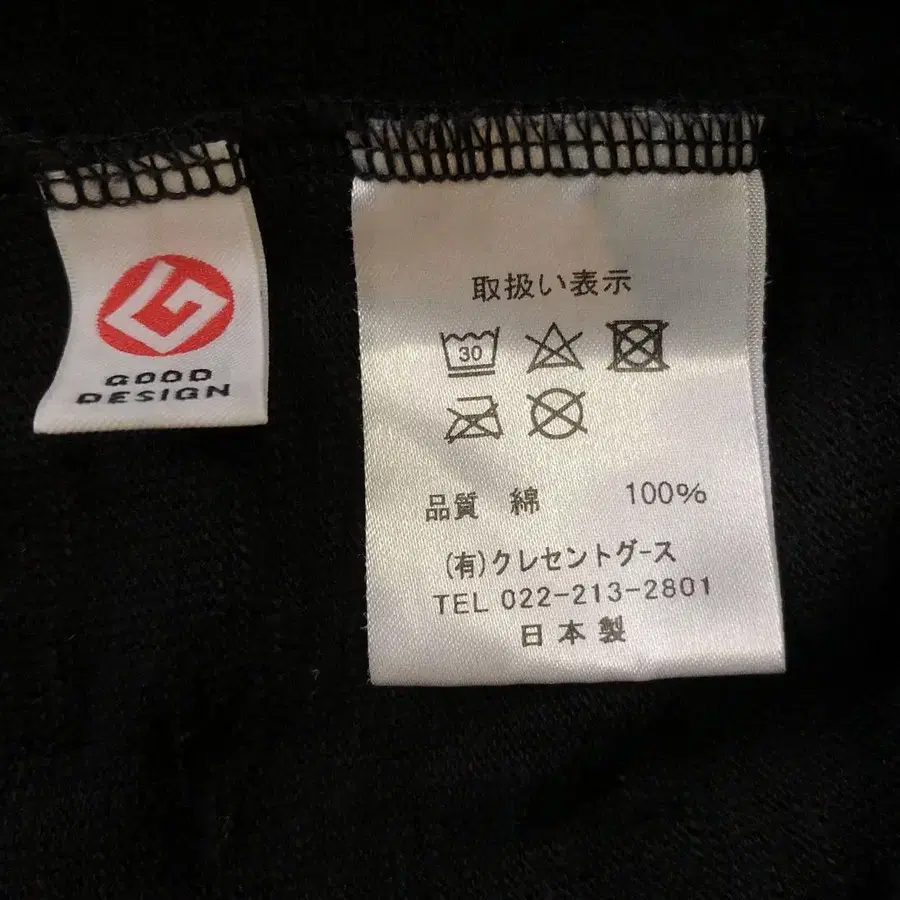 GOOD
DESIGN
取扱い表示
30
品質 綿 100%
(有)クレセントグース
TEL 022-213-2801
日本製